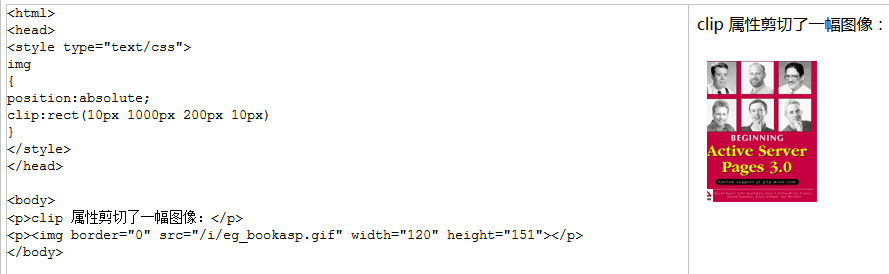 <html>
<head>
<style type="text/css">
img
{
position:absolute;
clip:rect(10px 1000px 200px 10px)
}
</style>
</head>

<body>
<p>clip 属性剪切了一幅图像：</p>
<p><img border="0" src="/i/eg_bookasp.gif" width="120" height="151"></p>
</body>
clip 属性剪切了一幅图像：
BEGINNING
Active Server
Pages 3.0